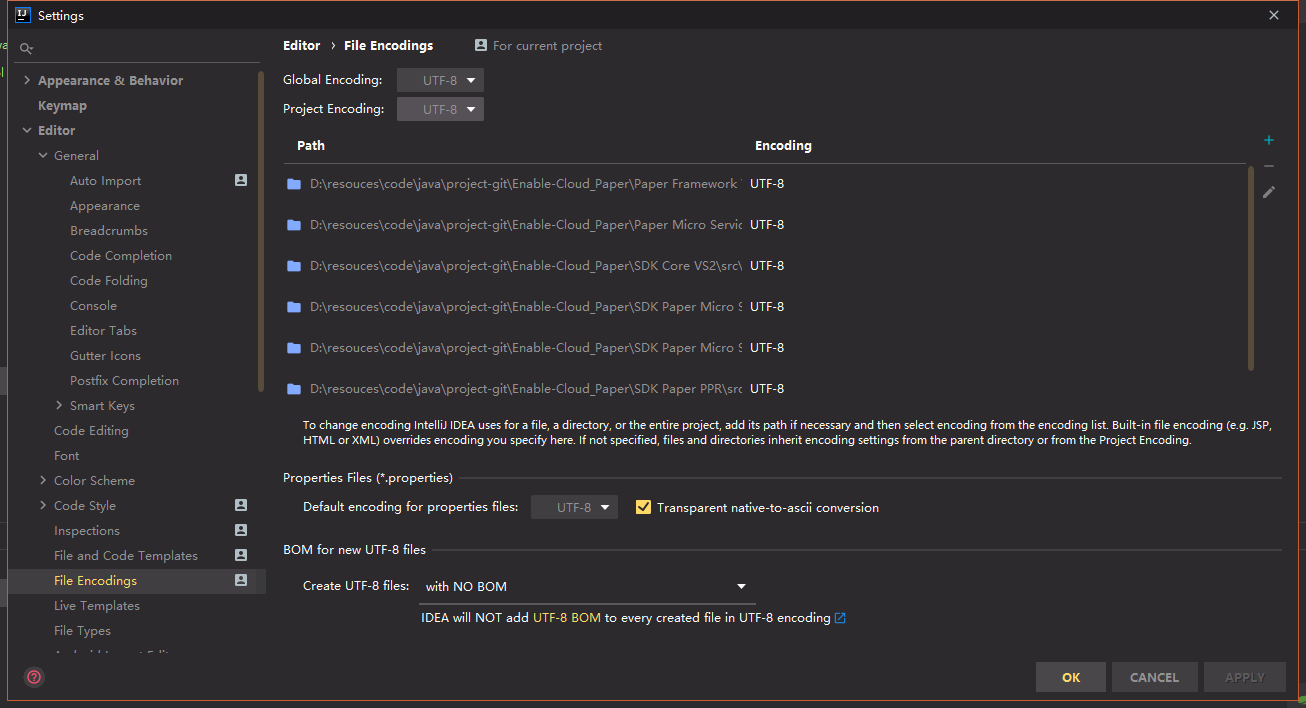 Settings
Editor › File Encodings For current project
Global Encoding: UTF-8
Project Encoding: UTF-8
Path Encoding
D:\resouces\code\java\project-git\Enable-Cloud_Paper\Paper Framework UTF-8
D:\resouces\code\java\project-git\Enable-Cloud_Paper\Paper Micro Servic UTF-8
D:\resouces\code\java\project-git\Enable-Cloud_Paper\SDK Core VS2\src\ UTF-8
D:\resouces\code\java\project-git\Enable-Cloud_Paper\SDK Paper Micro S UTF-8
D:\resouces\code\java\project-git\Enable-Cloud_Paper\SDK Paper Micro S UTF-8
D:\resouces\code\java\project-git\Enable-Cloud_Paper\SDK Paper PPR\src UTF-8
To change encoding IntelliJ IDEA uses for a file, a directory, or the entire project, add its path if necessary and then select encoding from the encoding list. Built-in file encoding (e.g. JSP,
HTML or XML) overrides encoding you specify here. If not specified, files and directories inherit encoding settings from the parent directory or from the Project Encoding.
Properties Files (*.properties)
Default encoding for properties files: UTF-8 Transparent native-to-ascii conversion
BOM for new UTF-8 files
Create UTF-8 files: with NO BOM
IDEA will NOT add UTF-8 BOM to every created file in UTF-8 encoding
Appearance & Behavior
Keymap
Editor
General
Auto Import
Appearance
Breadcrumbs
Code Completion
Code Folding
Console
Editor Tabs
Gutter Icons
Postfix Completion
Smart Keys
Code Editing
Font
Color Scheme
Code Style
Inspections
File and Code Templates
File Encodings
Live Templates
File Types
OK CANCEL APPLY